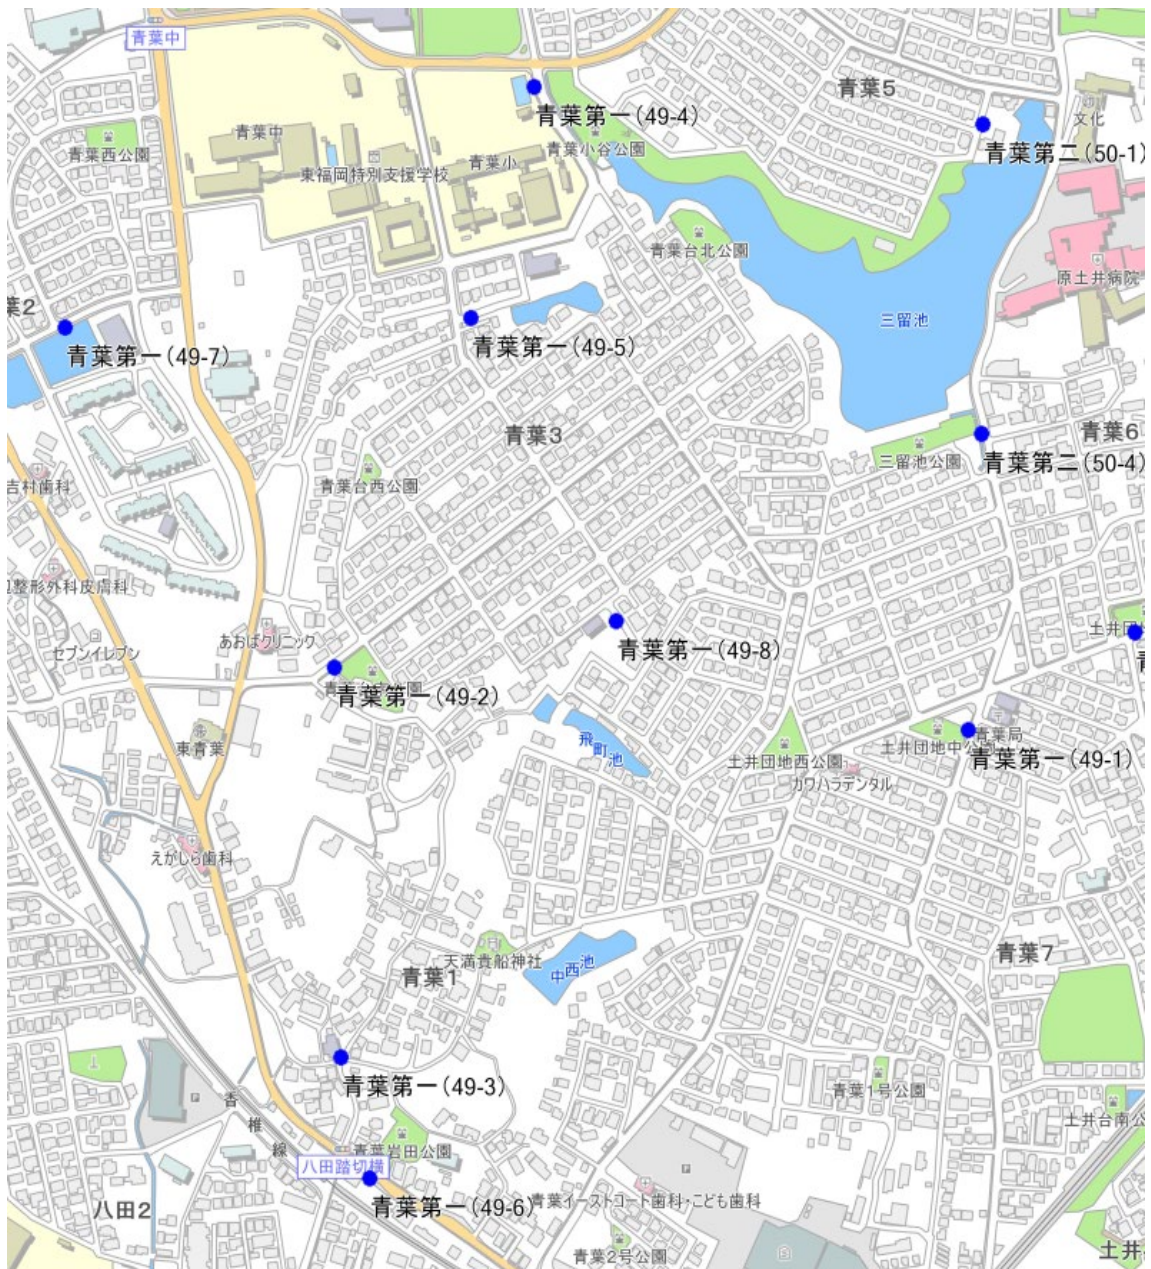 青葉中
青葉5
青葉第一(49-4)
文化
青葉中
青葉小谷公園
青葉第二(50-1)
青葉西公園
青葉小
東福岡特別支援学校
青葉台北公園
原土井病院
葉2
三留池
青葉第一(49-7)
青葉第一(49-5)
青葉3
青葉6
三留池公園
青葉第二(50-4)
吉村歯科
青葉台西公園
整形外科皮膚科
あおばクリニック
土井団
セブンイレブン
青葉第一(49-8)
青葉第一(49-2)
東青葉
飛町池
土井団地西公園
土井団地中公園
青葉局
青葉第一(49-1)
カワハラデンタル
えがしら歯科
天満貴船神社
青葉1
中西池
青葉7
青葉第一(49-3)
青葉1号公園
香椎線
土井台南公
青葉岩田公園
八田踏切横
八田2
青葉第一(49-6)
青葉イーストコート歯科・こども歯科
青葉2号公園
土井